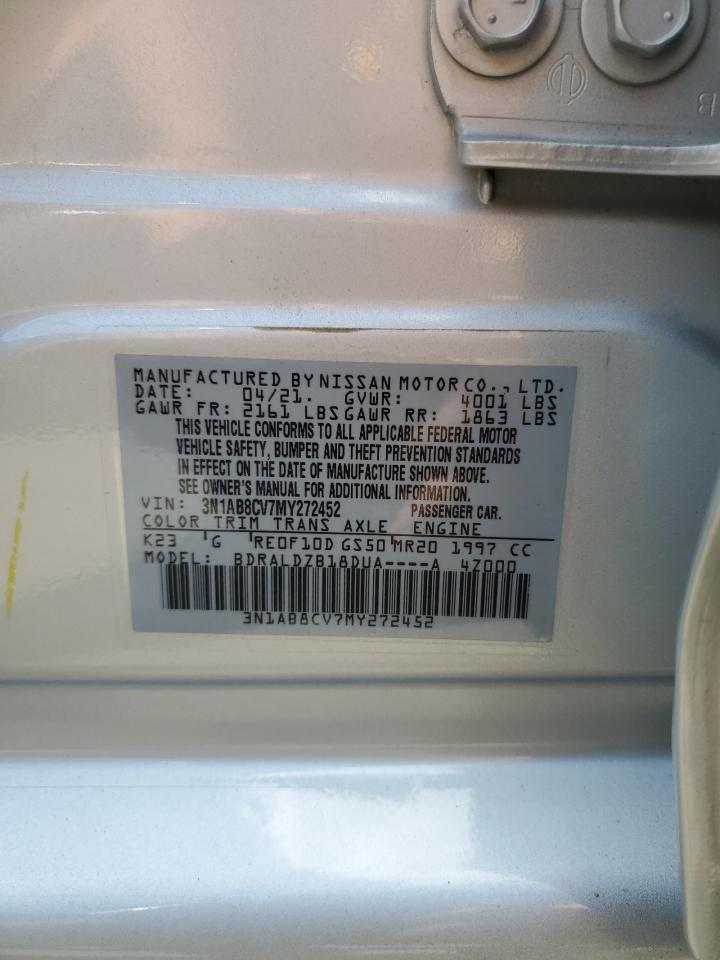 MANUFACTURED BY NISSAN MOTOR CO., LTD.
DATE: 04/21. GVWR: 4001 LBS
GAWR FR: 2161 LBS GAWR RR: 1863 LBS
THIS VEHICLE CONFORMS TO ALL APPLICABLE FEDERAL MOTOR
VEHICLE SAFETY, BUMPER AND THEFT PREVENTION STANDARDS
IN EFFECT ON THE DATE OF MANUFACTURE SHOWN ABOVE.
SEE OWNER'S MANUAL FOR ADDITIONAL INFORMATION.
VIN: 3N1AB8CV7MY272452 PASSENGER CAR.
COLOR TRIM TRANS AXLE ENGINE
K23 G RE0F10D GS50 MR20 1997 CC
MODEL: BDRALDZB18DUA----A 4Z000
3N1AB8CV7MY272452